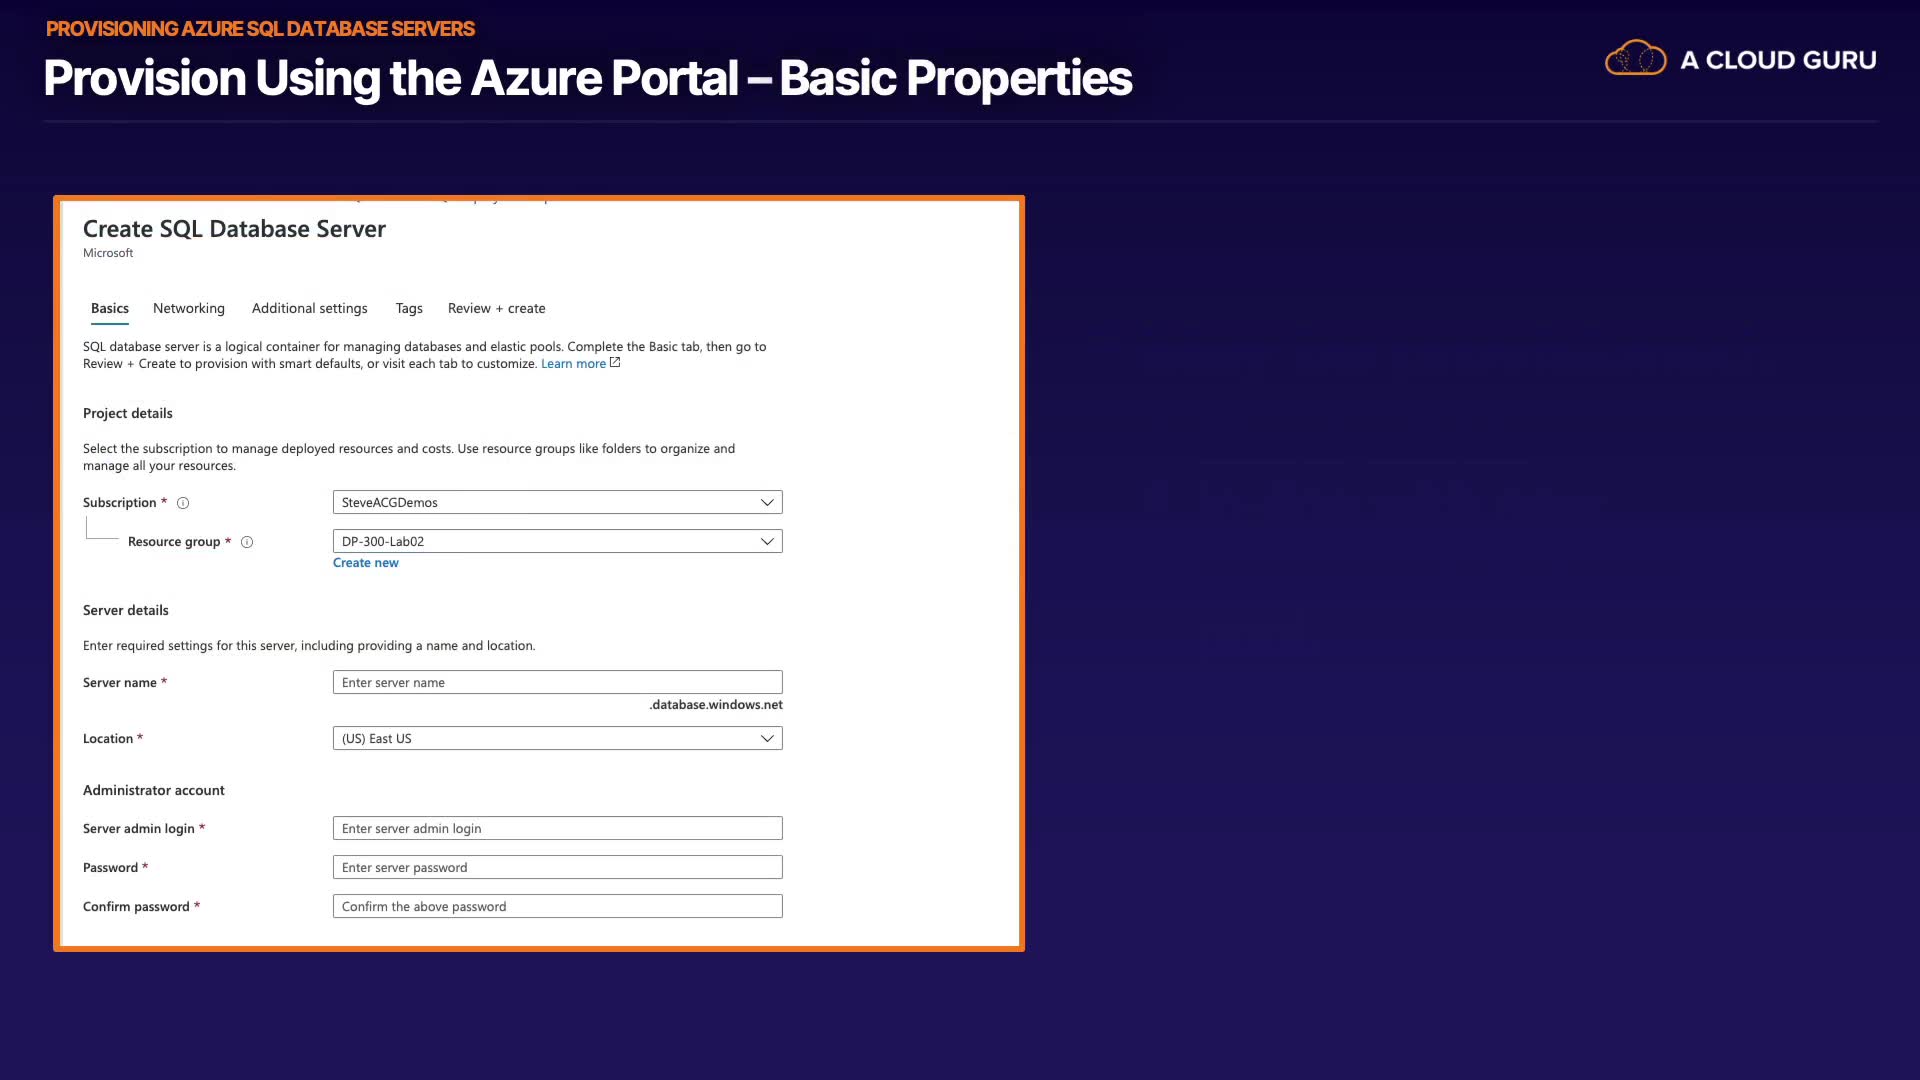 PROVISIONING AZURE SQL DATABASE SERVERS
Provision Using the Azure Portal – Basic Properties
A CLOUD GURU
Create SQL Database Server
Microsoft
Basics Networking Additional settings Tags Review + create
SQL database server is a logical container for managing databases and elastic pools. Complete the Basic tab, then go to
Review + Create to provision with smart defaults, or visit each tab to customize. Learn more
Project details
Select the subscription to manage deployed resources and costs. Use resource groups like folders to organize and
manage all your resources.
Subscription * SteveACGDemos
Resource group * DP-300-Lab02
Create new
Server details
Enter required settings for this server, including providing a name and location.
Server name * Enter server name
.database.windows.net
Location * (US) East US
Administrator account
Server admin login * Enter server admin login
Password * Enter server password
Confirm password * Confirm the above password